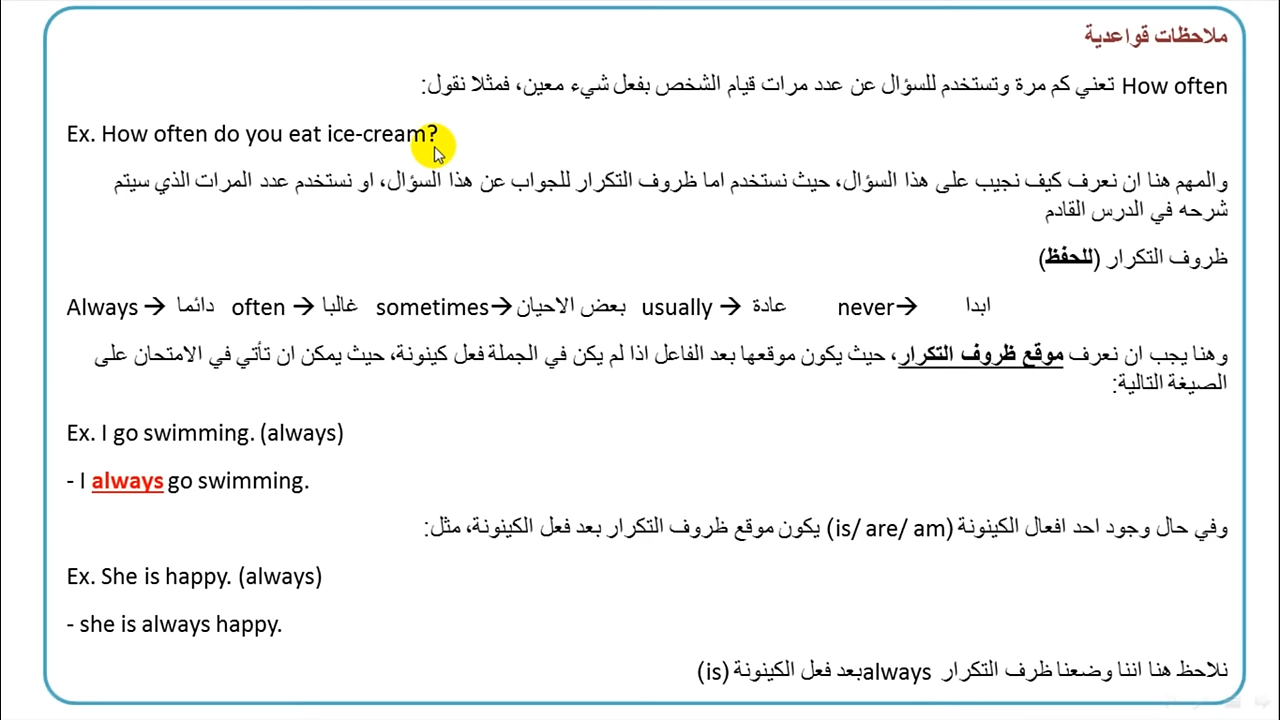 ملاحظات قواعدية
How often تعني كم مرة وتستخدم للسؤال عن عدد مرات قيام الشخص بفعل شيء معين، فمثلا نقول:
Ex. How often do you eat ice-cream?
والمهم هنا ان نعرف كيف نجيب على هذا السؤال، حيث نستخدم اما ظروف التكرار للجواب عن هذا السؤال، او نستخدم عدد المرات الذي سيتم
شرحه في الدرس القادم
ظروف التكرار (للحفظ)
Always → دائما often → غالبا sometimes→ بعض الاحيان usually → عادة never→ ابدا
وهنا يجب ان نعرف موقع ظروف التكرار، حيث يكون موقعها بعد الفاعل اذا لم يكن في الجملة فعل كينونة، حيث يمكن ان تأتي في الامتحان على
الصيغة التالية:
Ex. I go swimming. (always)
- I always go swimming.
وفي حال وجود احد افعال الكينونة (is/ are/ am) يكون موقع ظروف التكرار بعد فعل الكينونة، مثل:
Ex. She is happy. (always)
- she is always happy.
نلاحظ هنا اننا وضعنا ظرف التكرار alwaysبعد فعل الكينونة (is)